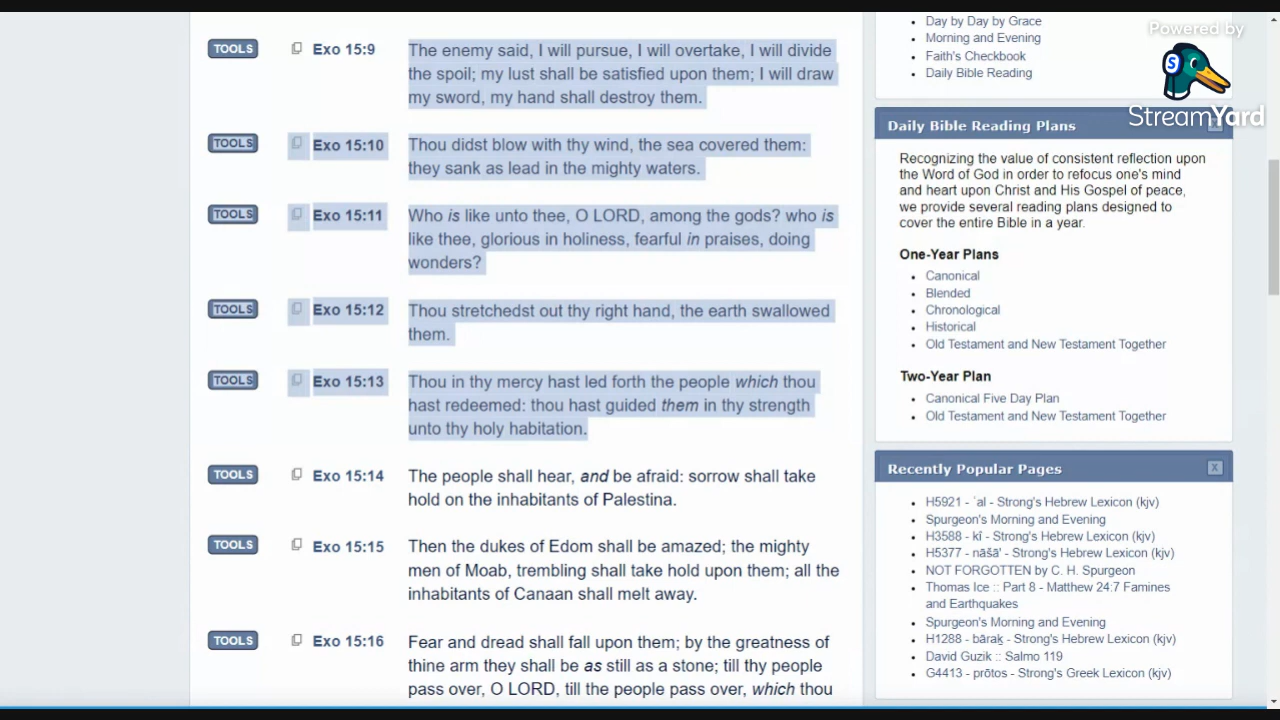 TOOLS Exo 15:9 The enemy said, I will pursue, I will overtake, I will divide
the spoil; my lust shall be satisfied upon them; I will draw
my sword, my hand shall destroy them.
TOOLS Exo 15:10 Thou didst blow with thy wind, the sea covered them:
they sank as lead in the mighty waters.
TOOLS Exo 15:11 Who is like unto thee, O LORD, among the gods? who is
like thee, glorious in holiness, fearful in praises, doing
wonders?
TOOLS Exo 15:12 Thou stretchedst out thy right hand, the earth swallowed
them.
TOOLS Exo 15:13 Thou in thy mercy hast led forth the people which thou
hast redeemed: thou hast guided them in thy strength
unto thy holy habitation.
TOOLS Exo 15:14 The people shall hear, and be afraid: sorrow shall take
hold on the inhabitants of Palestina.
TOOLS Exo 15:15 Then the dukes of Edom shall be amazed; the mighty
men of Moab, trembling shall take hold upon them; all the
inhabitants of Canaan shall melt away.
TOOLS Exo 15:16 Fear and dread shall fall upon them; by the greatness of
thine arm they shall be as still as a stone; till thy people
pass over, O LORD, till the people pass over, which thou
Day by Day by Grace
Morning and Evening
Faith's Checkbook
Daily Bible Reading
Powered by
S
StreamYard
Daily Bible Reading Plans
Recognizing the value of consistent reflection upon
the Word of God in order to refocus one's mind
and heart upon Christ and His Gospel of peace,
we provide several reading plans designed to
cover the entire Bible in a year.
One-Year Plans
Canonical
Blended
Chronological
Historical
Old Testament and New Testament Together
Two-Year Plan
Canonical Five Day Plan
Old Testament and New Testament Together
Recently Popular Pages X
H5921 - ʿal - Strong's Hebrew Lexicon (kjv)
Spurgeon's Morning and Evening
H3588 - kî - Strong's Hebrew Lexicon (kjv)
H5377 - nāšā' - Strong's Hebrew Lexicon (kjv)
NOT FORGOTTEN by C. H. Spurgeon
Thomas Ice :: Part 8 - Matthew 24:7 Famines
and Earthquakes
Spurgeon's Morning and Evening
H1288 - bāraḵ - Strong's Hebrew Lexicon (kjv)
David Guzik :: Salmo 119
G4413 - prōtos - Strong's Greek Lexicon (kjv)